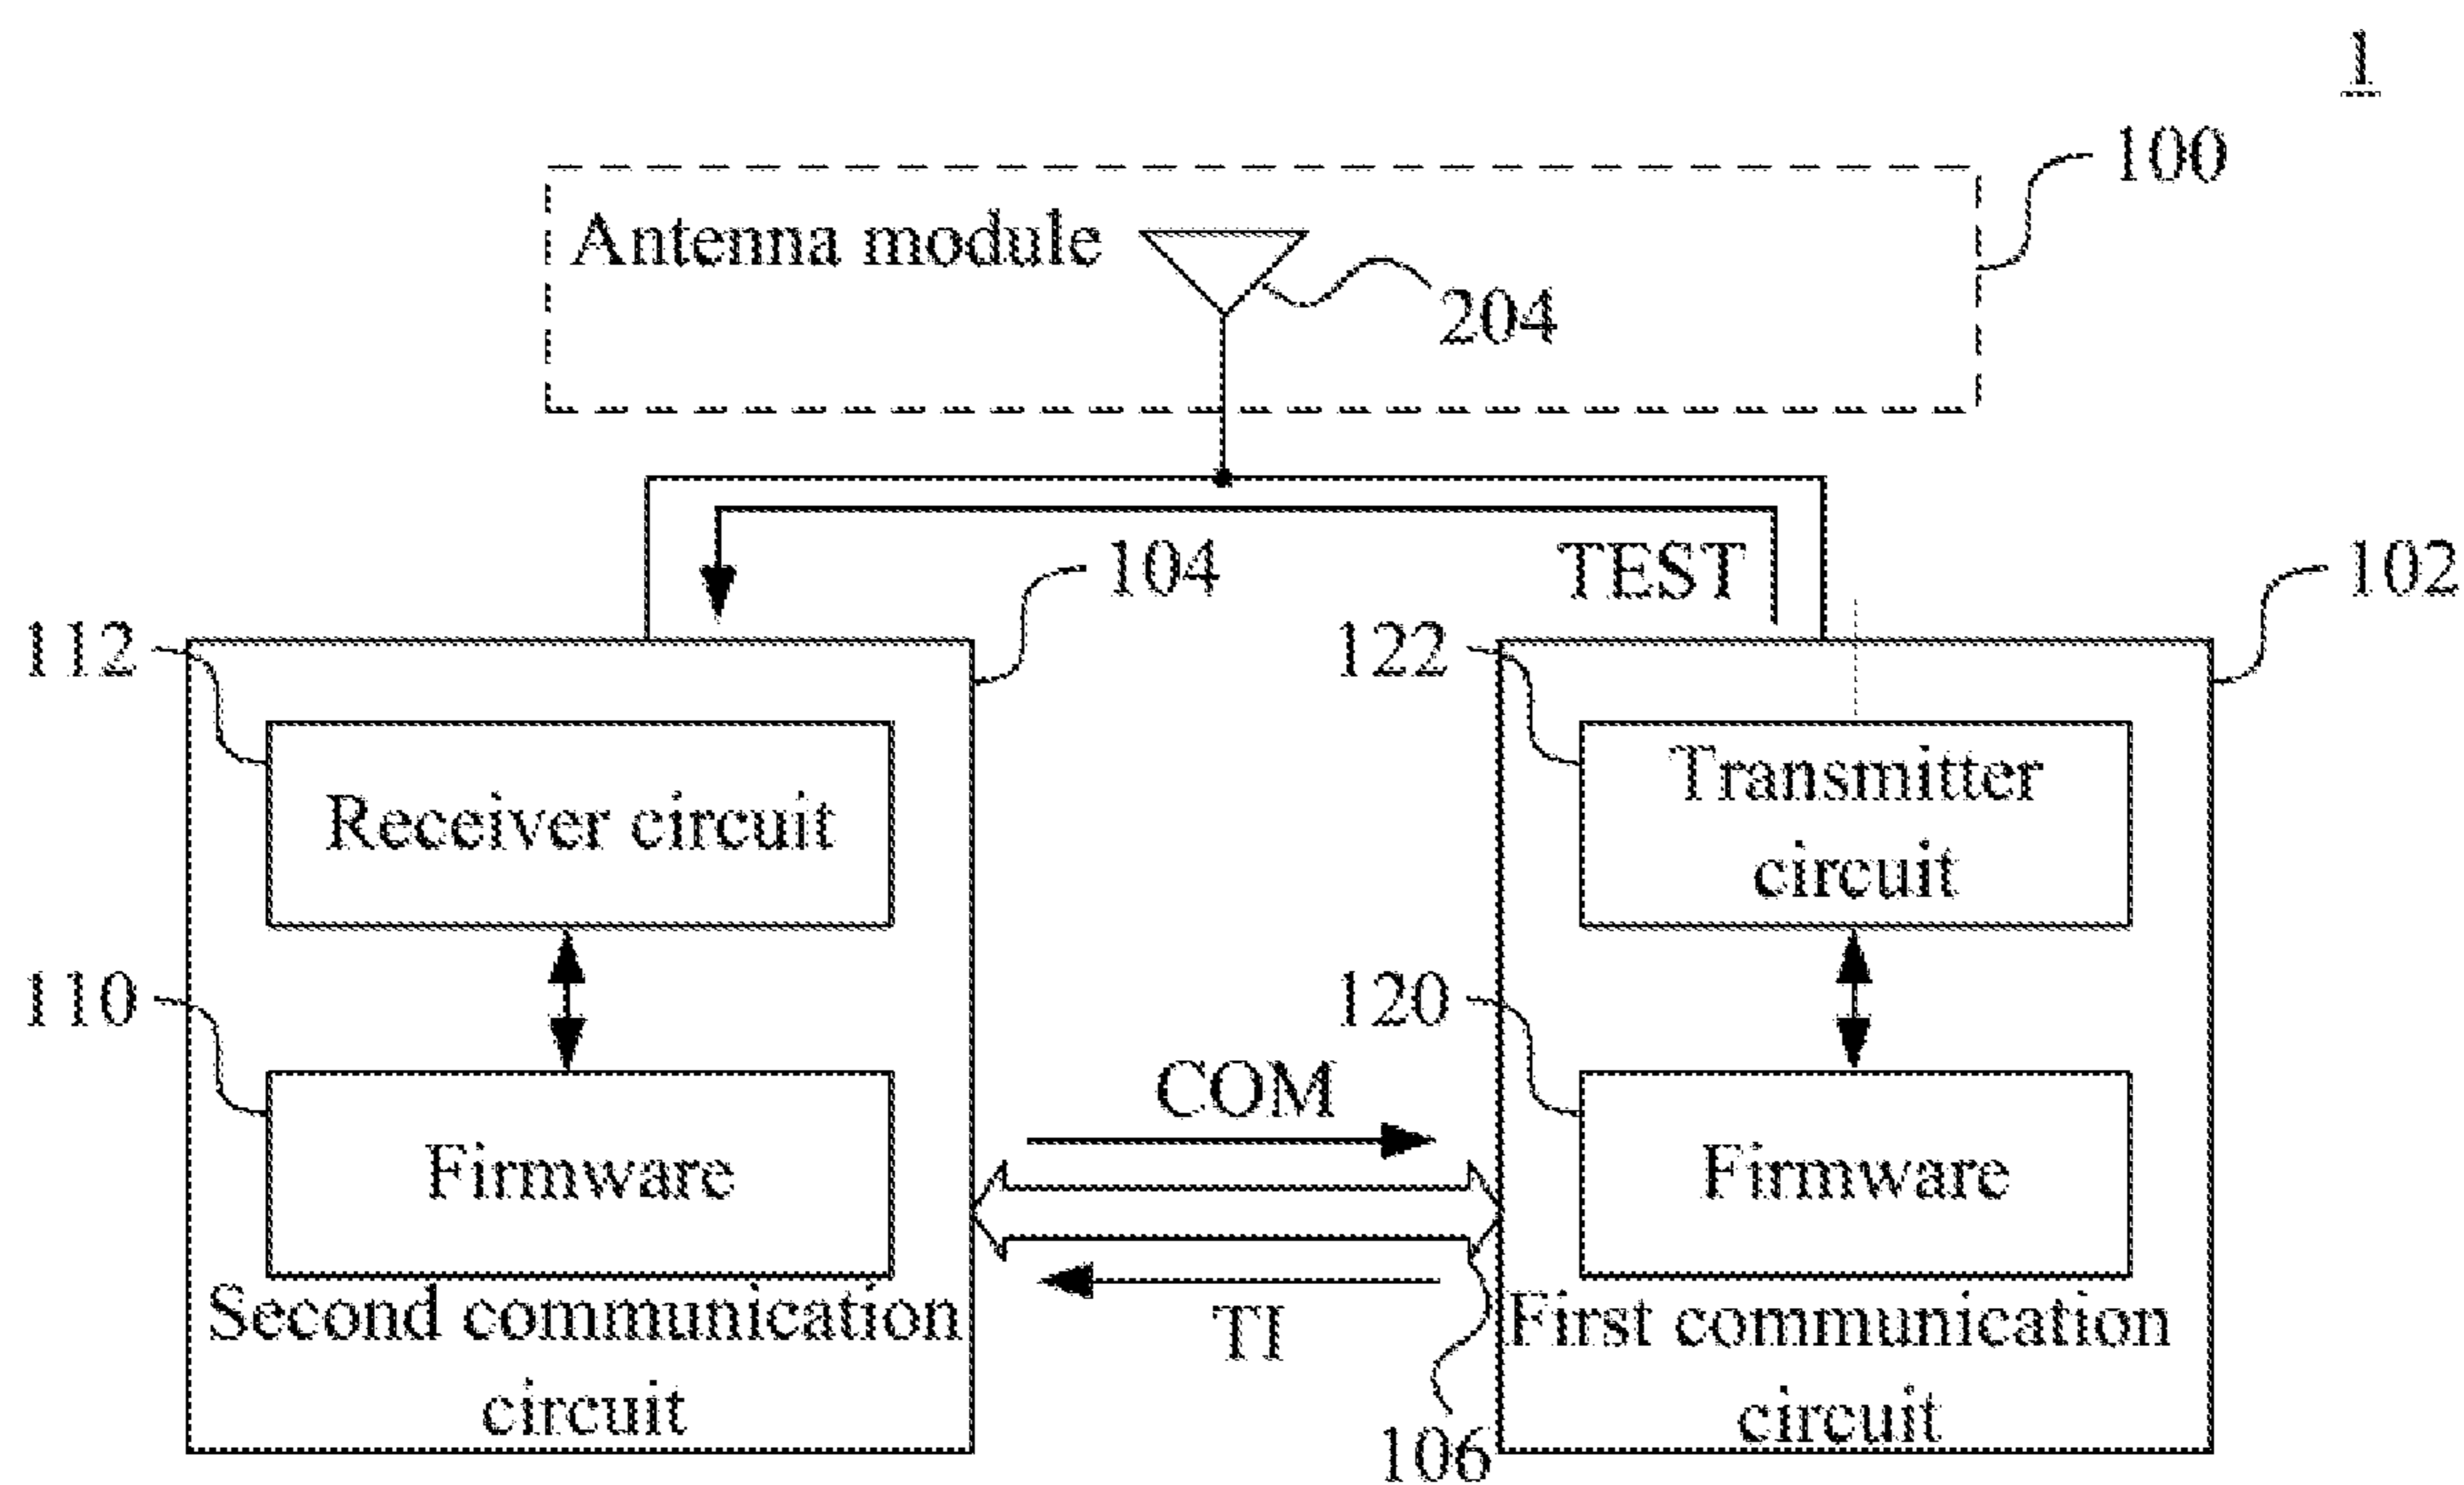 1
100
Antenna module
204
TEST
104
102
112
122
Receiver circuit
Transmitter
circuit
110
120
COM
Firmware
Firmware
TI
Second communication
circuit
First communication
circuit
106